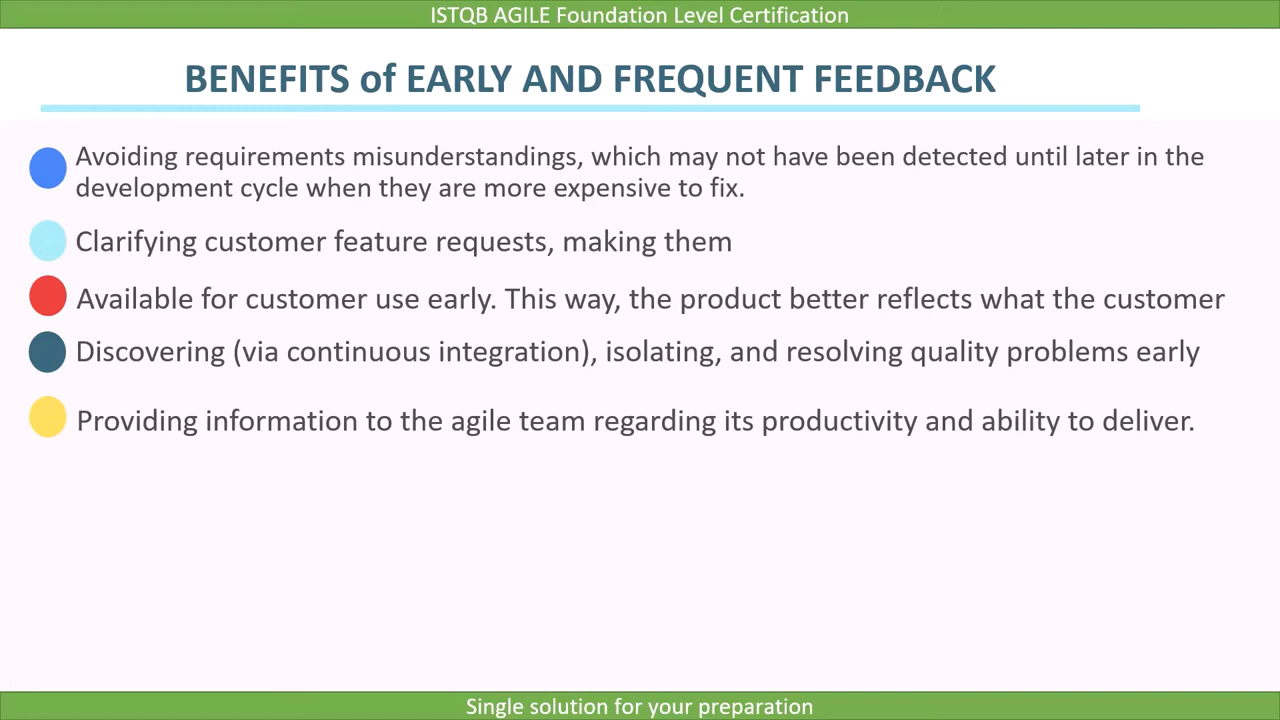 ISTQB AGILE Foundation Level Certification
BENEFITS of EARLY AND FREQUENT FEEDBACK
Avoiding requirements misunderstandings, which may not have been detected until later in the
development cycle when they are more expensive to fix.
Clarifying customer feature requests, making them
Available for customer use early. This way, the product better reflects what the customer
Discovering (via continuous integration), isolating, and resolving quality problems early
Providing information to the agile team regarding its productivity and ability to deliver.
Single solution for your preparation